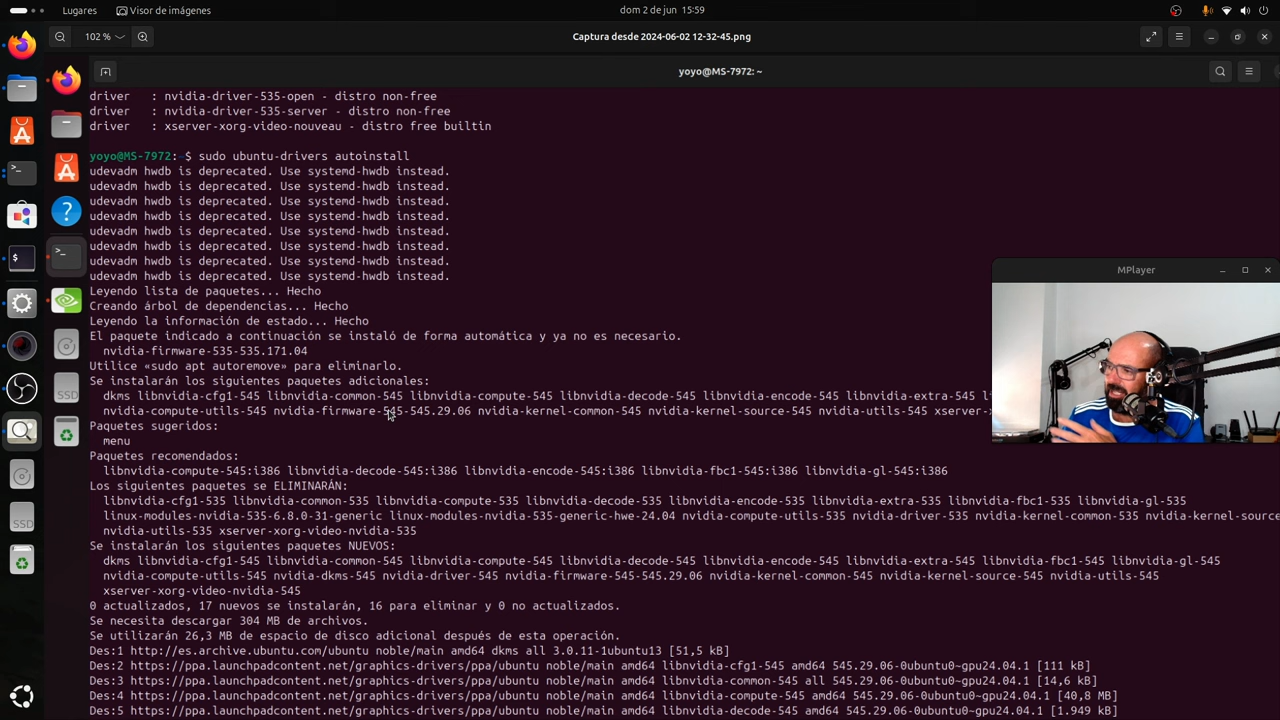 Lugares
Visor de imágenes
dom 2 de jun 15:59
102 %
Captura desde 2024-06-02 12-32-45.png
yoyo@MS-7972: ~
driver : nvidia-driver-535-open - distro non-free
driver : nvidia-driver-535-server - distro non-free
driver : xserver-xorg-video-nouveau - distro free builtin
yoyo@MS-7972:~$ sudo ubuntu-drivers autoinstall
udevadm hwdb is deprecated. Use systemd-hwdb instead.
udevadm hwdb is deprecated. Use systemd-hwdb instead.
udevadm hwdb is deprecated. Use systemd-hwdb instead.
udevadm hwdb is deprecated. Use systemd-hwdb instead.
udevadm hwdb is deprecated. Use systemd-hwdb instead.
udevadm hwdb is deprecated. Use systemd-hwdb instead.
udevadm hwdb is deprecated. Use systemd-hwdb instead.
udevadm hwdb is deprecated. Use systemd-hwdb instead.
Leyendo lista de paquetes... Hecho
Creando árbol de dependencias... Hecho
Leyendo la información de estado... Hecho
El paquete indicado a continuación se instaló de forma automática y ya no es necesario.
nvidia-firmware-535-535.171.04
Utilice «sudo apt autoremove» para eliminarlo.
Se instalarán los siguientes paquetes adicionales:
dkms libnvidia-cfg1-545 libnvidia-common-545 libnvidia-compute-545 libnvidia-decode-545 libnvidia-encode-545 libnvidia-extra-545
nvidia-compute-utils-545 nvidia-firmware-545-545.29.06 nvidia-kernel-common-545 nvidia-kernel-source-545 nvidia-utils-545 xserver-
MPlayer
Paquetes sugeridos:
menu
Paquetes recomendados:
libnvidia-compute-545:i386 libnvidia-decode-545:i386 libnvidia-encode-545:i386 libnvidia-fbc1-545:i386 libnvidia-gl-545:i386
Los siguientes paquetes se ELIMINARÁN:
libnvidia-cfg1-535 libnvidia-common-535 libnvidia-compute-535 libnvidia-decode-535 libnvidia-encode-535 libnvidia-extra-535 libnvidia-fbc1-535 libnvidia-gl-535
linux-modules-nvidia-535-6.8.0-31-generic linux-modules-nvidia-535-generic-hwe-24.04 nvidia-compute-utils-535 nvidia-driver-535 nvidia-kernel-common-535 nvidia-kernel-source
nvidia-utils-535 xserver-xorg-video-nvidia-535
Se instalarán los siguientes paquetes NUEVOS:
dkms libnvidia-cfg1-545 libnvidia-common-545 libnvidia-compute-545 libnvidia-decode-545 libnvidia-encode-545 libnvidia-extra-545 libnvidia-fbc1-545 libnvidia-gl-545
nvidia-compute-utils-545 nvidia-dkms-545 nvidia-driver-545 nvidia-firmware-545-545.29.06 nvidia-kernel-common-545 nvidia-kernel-source-545 nvidia-utils-545
xserver-xorg-video-nvidia-545
0 actualizados, 17 nuevos se instalarán, 16 para eliminar y 0 no actualizados.
Se necesita descargar 304 MB de archivos.
Se utilizarán 26,3 MB de espacio de disco adicional después de esta operación.
Des:1 http://es.archive.ubuntu.com/ubuntu noble/main amd64 dkms all 3.0.11-1ubuntu13 [51,5 kB]
Des:2 https://ppa.launchpadcontent.net/graphics-drivers/ppa/ubuntu noble/main amd64 libnvidia-cfg1-545 amd64 545.29.06-0ubuntu0~gpu24.04.1 [111 kB]
Des:3 https://ppa.launchpadcontent.net/graphics-drivers/ppa/ubuntu noble/main amd64 libnvidia-common-545 all 545.29.06-0ubuntu0~gpu24.04.1 [14,6 kB]
Des:4 https://ppa.launchpadcontent.net/graphics-drivers/ppa/ubuntu noble/main amd64 libnvidia-compute-545 amd64 545.29.06-0ubuntu0~gpu24.04.1 [40,8 MB]
Des:5 https://ppa.launchpadcontent.net/graphics-drivers/ppa/ubuntu noble/main amd64 libnvidia-decode-545 amd64 545.29.06-0ubuntu0~gpu24.04.1 [1.949 kB]